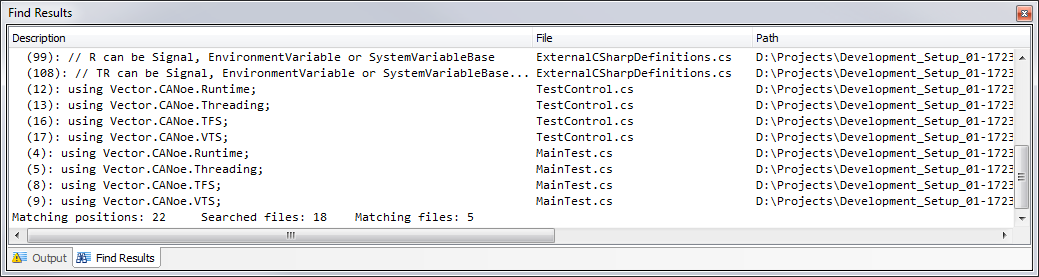 Find Results
Description File Path
(99): // R can be Signal, EnvironmentVariable or SystemVariableBase ExternalCSharpDefinitions.cs D:\Projects\Development_Setup_01-1723
(108): // TR can be Signal, EnvironmentVariable or SystemVariableBase... ExternalCSharpDefinitions.cs D:\Projects\Development_Setup_01-1723
(12): using Vector.CANoe.Runtime; TestControl.cs D:\Projects\Development_Setup_01-1723
(13): using Vector.CANoe.Threading; TestControl.cs D:\Projects\Development_Setup_01-1723
(16): using Vector.CANoe.TFS; TestControl.cs D:\Projects\Development_Setup_01-1723
(17): using Vector.CANoe.VTS; TestControl.cs D:\Projects\Development_Setup_01-1723
(4): using Vector.CANoe.Runtime; MainTest.cs D:\Projects\Development_Setup_01-1723
(5): using Vector.CANoe.Threading; MainTest.cs D:\Projects\Development_Setup_01-1723
(8): using Vector.CANoe.TFS; MainTest.cs D:\Projects\Development_Setup_01-1723
(9): using Vector.CANoe.VTS; MainTest.cs D:\Projects\Development_Setup_01-1723
Matching positions: 22 Searched files: 18 Matching files: 5
Output Find Results